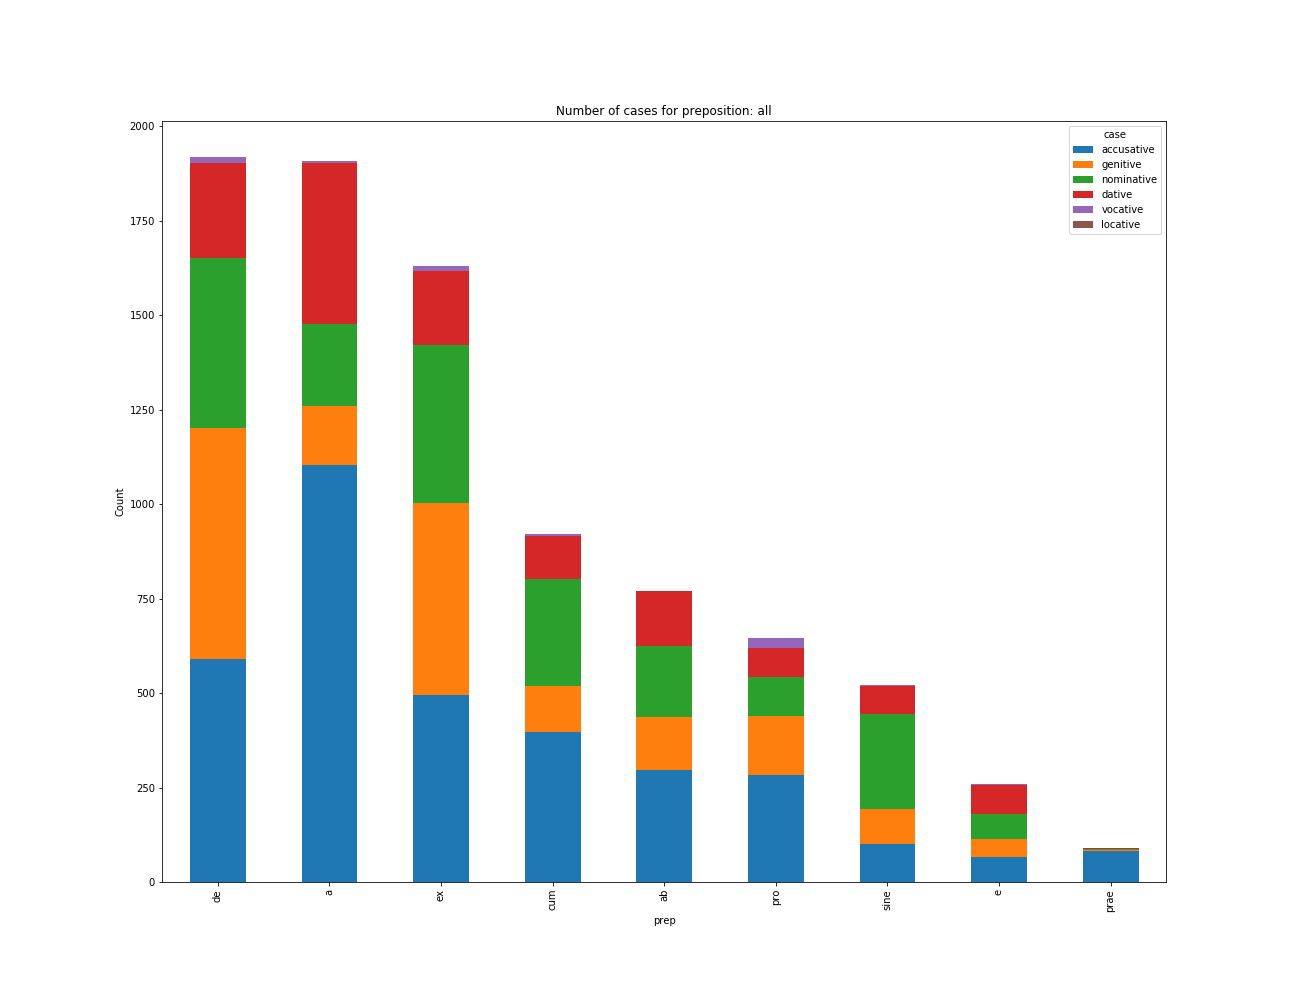 Number of cases for preposition: all
case
accusative
genitive
nominative
dative
vocative
locative
2000
1750
1500
1250
1000
750
500
250
0
Count
de
a
ex
cum
ab
pro
sine
e
prae
prep